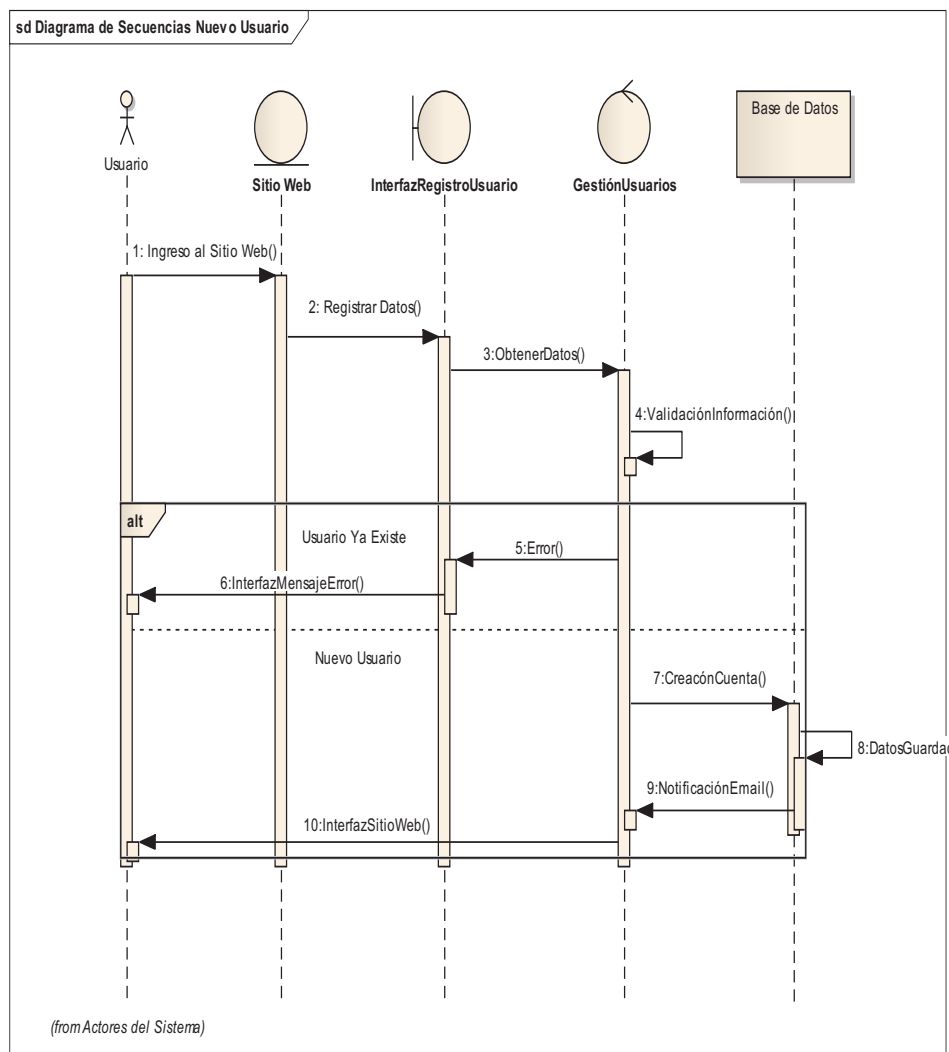 sd Diagrama de Secuencias Nuevo Usuario
Base de Datos
Usuario
Sitio Web
InterfazRegistroUsuario
GestiónUsuarios
1: Ingreso al Sitio Web()
2: Registrar Datos()
3:ObtenerDatos()
4:ValidaciónInformación()
alt
Usuario Ya Existe
5:Error()
6:InterfazMensajeError()
Nuevo Usuario
7:CreacónCuenta()
8:DatosGuardad
9:NotificaciónEmail()
10:InterfazSitioWeb()
(from Actores del Sistema)